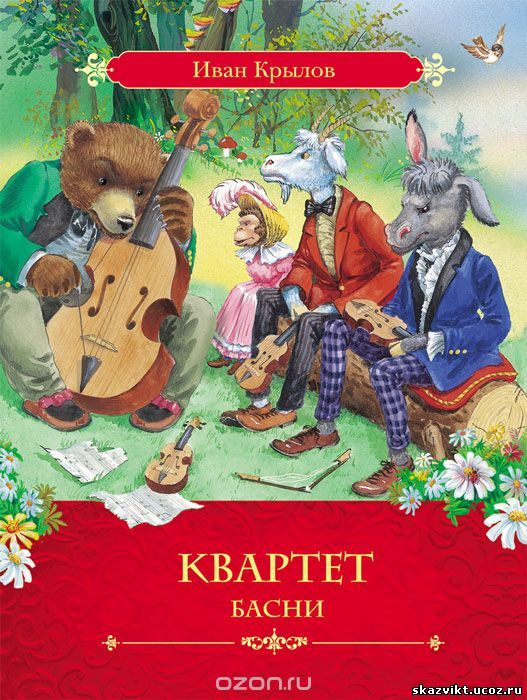 Иван Крылов
КВАРТЕТ
БАСНИ
ozon.ru
skazvikt.ucoz.ru